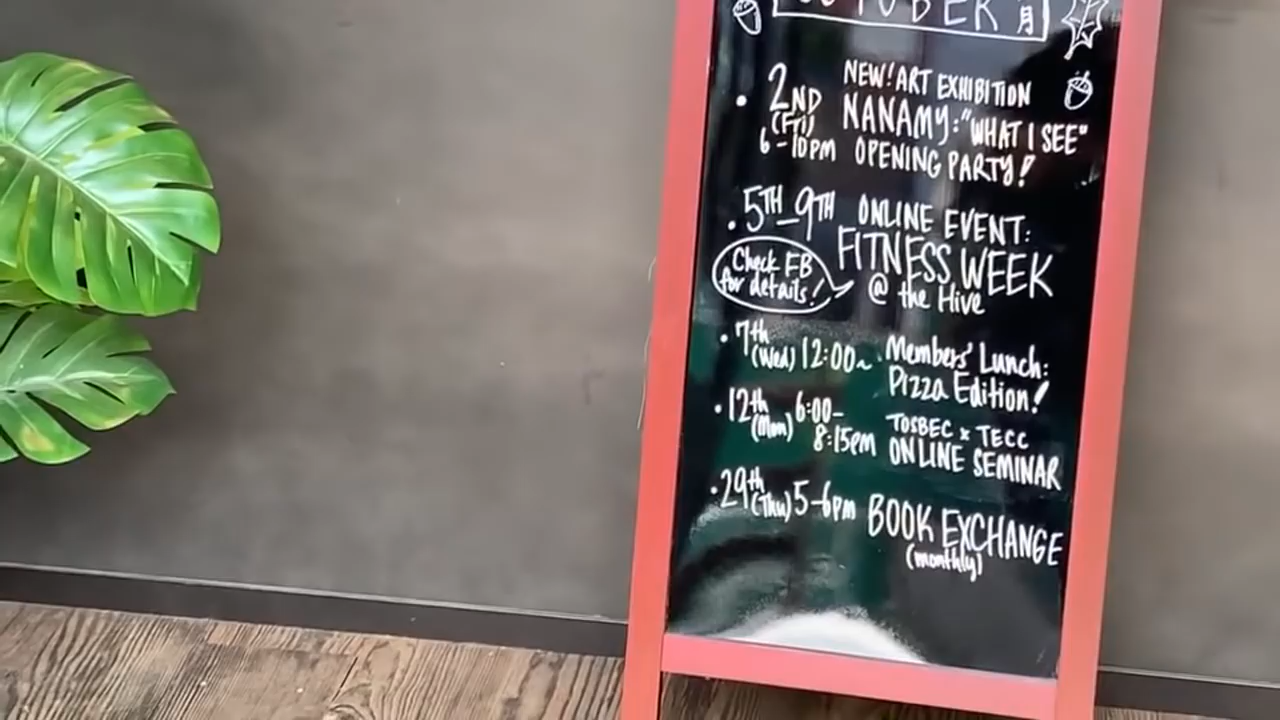 OCTOBER 月
• 2ND NEW! ART EXHIBITION
(Fri) NANAMY: "WHAT I SEE"
6-10PM OPENING PARTY!
• 5TH-9TH ONLINE EVENT:
FITNESS WEEK
Check FB @ the Hive
for details!
• 7th (Wed) 12:00~ Members' Lunch:
Pizza Edition!
• 12th (Mon) 6:00- TOSBEC x TECC
8:15pm ONLINE SEMINAR
• 29th (Thu) 5-6pm BOOK EXCHANGE
(monthly)